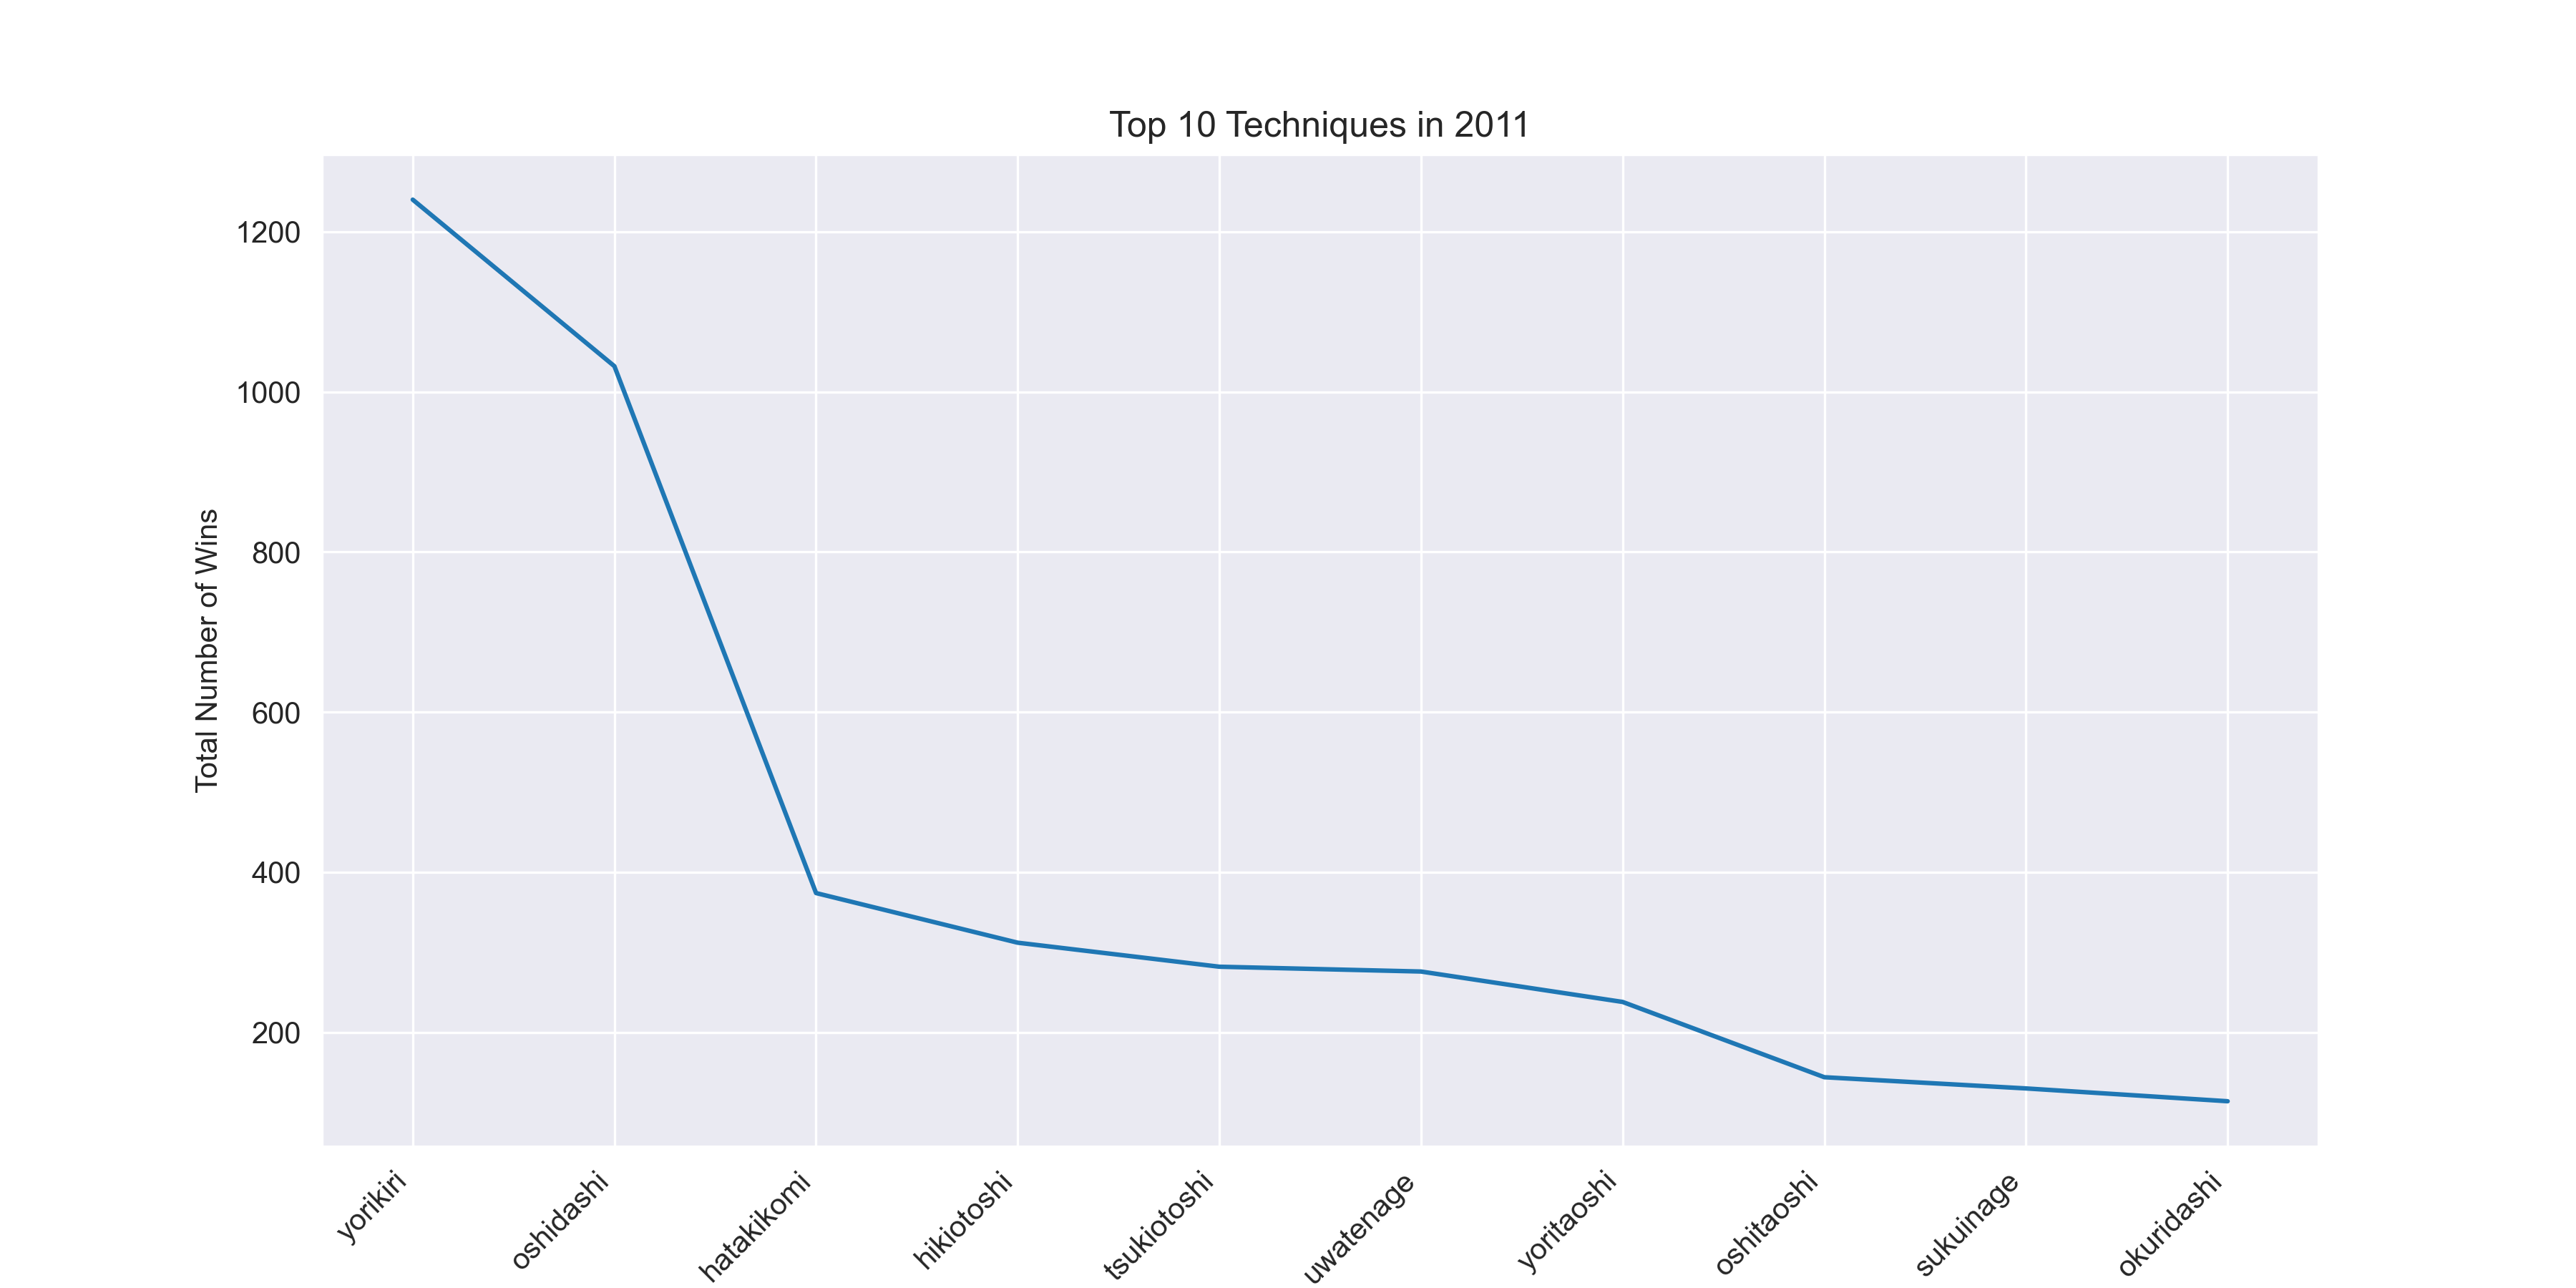 Top 10 Techniques in 2011
Total Number of Wins
1200
1000
800
600
400
200
yorikiri
oshidashi
hatakikomi
hikiotoshi
tsukiotoshi
uwatenage
yoritaoshi
oshitaoshi
sukuinage
okuridashi